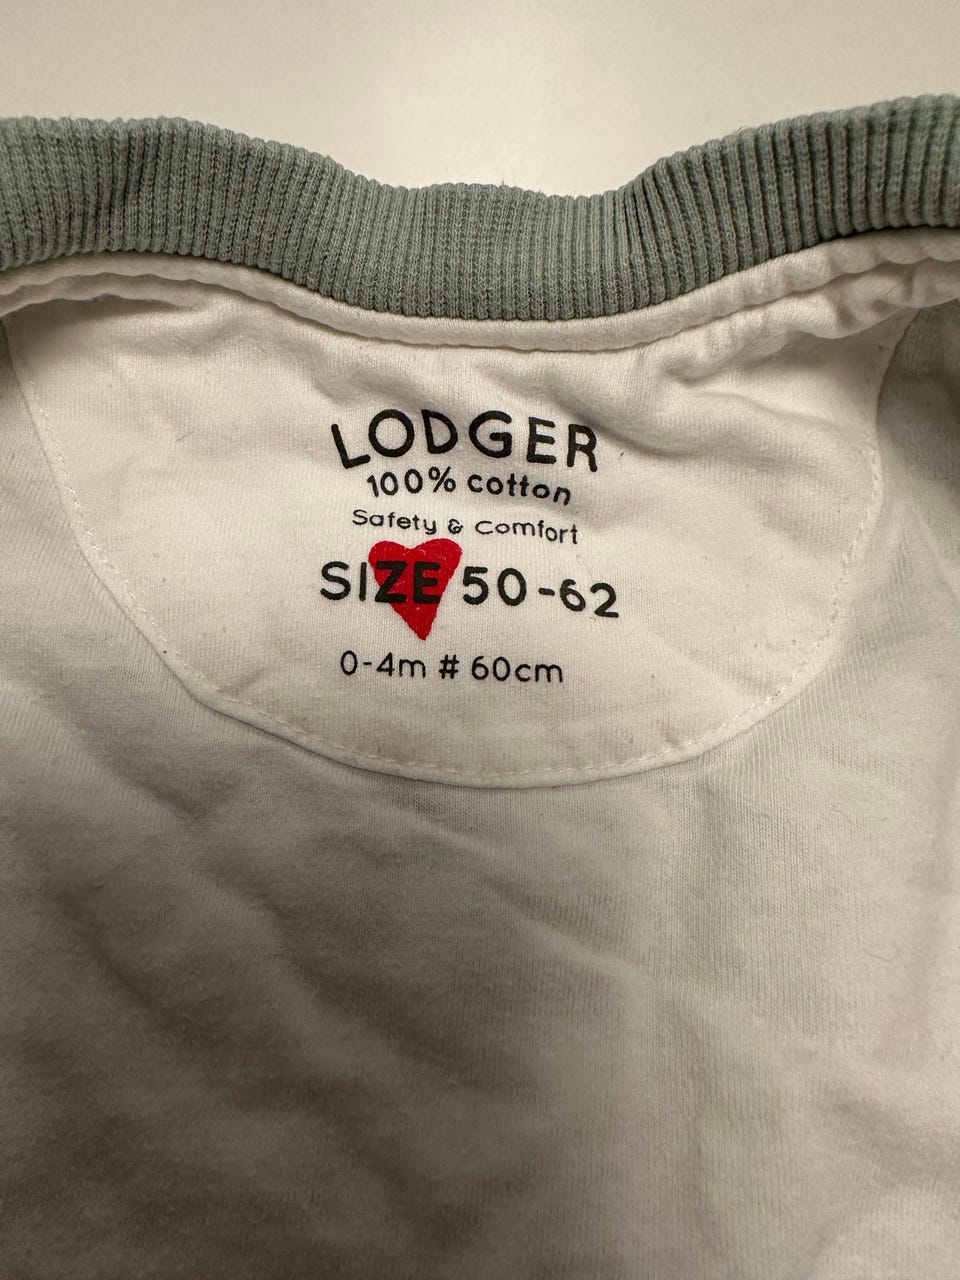 LODGER
100% cotton
Safety & Comfort
SIZE 50-62
0-4m # 60cm